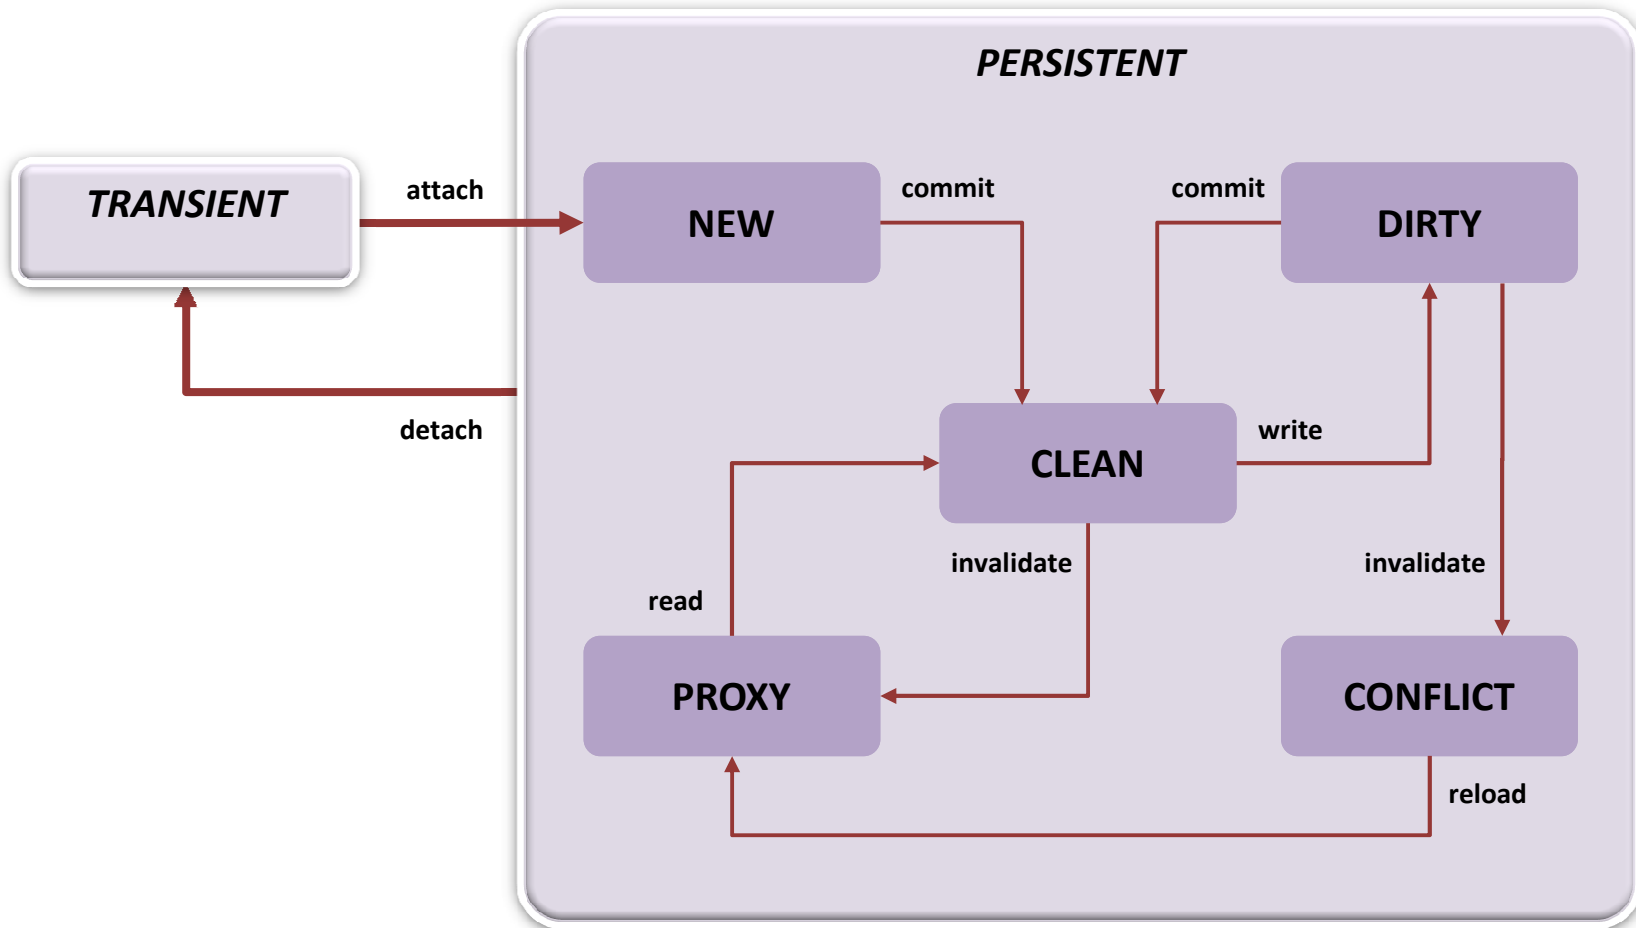 PERSISTENT
TRANSIENT
attach
NEW
commit
commit
DIRTY
detach
CLEAN
write
invalidate
invalidate
read
PROXY
CONFLICT
reload